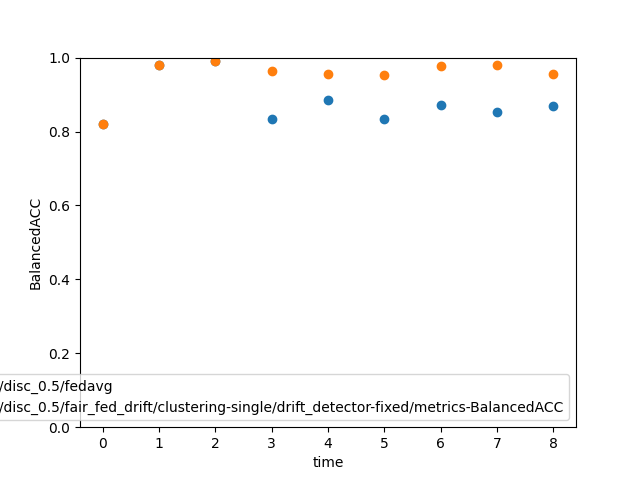 1.0
0.8
0.6
0.4
0.2
0.0
BalancedACC
/disc_0.5/fedavg
/disc_0.5/fair_fed_drift/clustering-single/drift_detector-fixed/metrics-BalancedACC
0 1 2 3 4 5 6 7 8
time